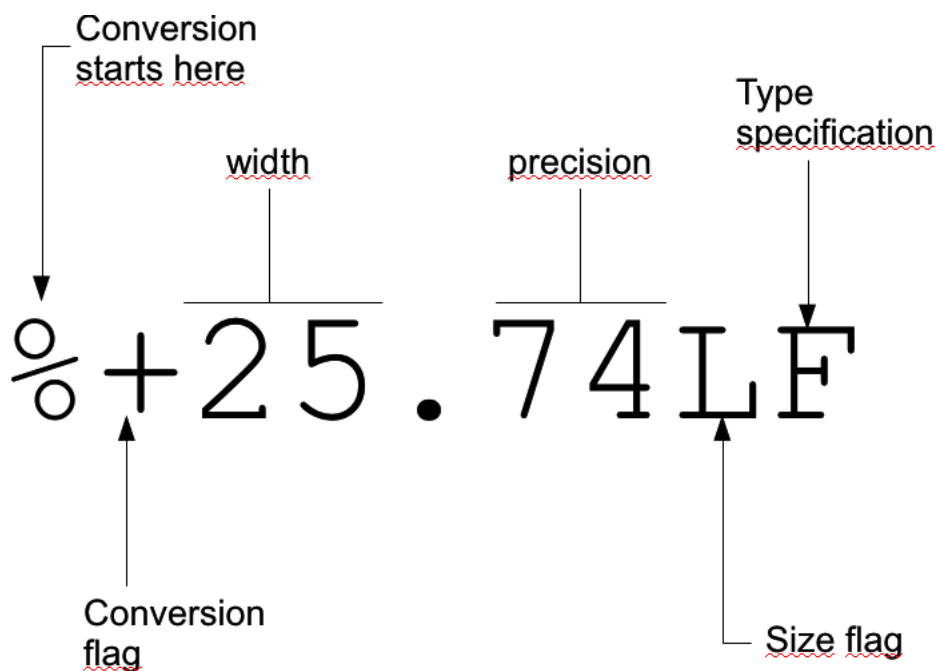 Conversion
starts here
Type
specification
width
precision
%+25.74LF
Conversion
flag
Size flag